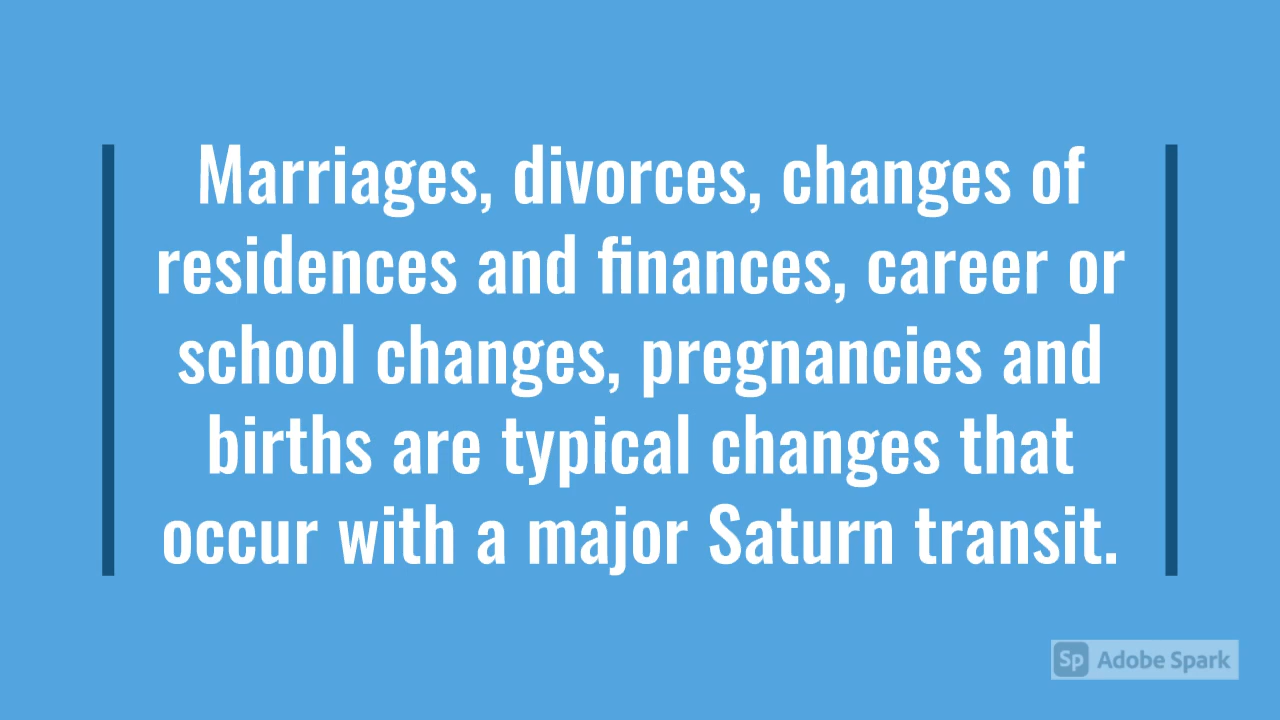 Marriages, divorces, changes of
residences and finances, career or
school changes, pregnancies and
births are typical changes that
occur with a major Saturn transit.
Sp Adobe Spark